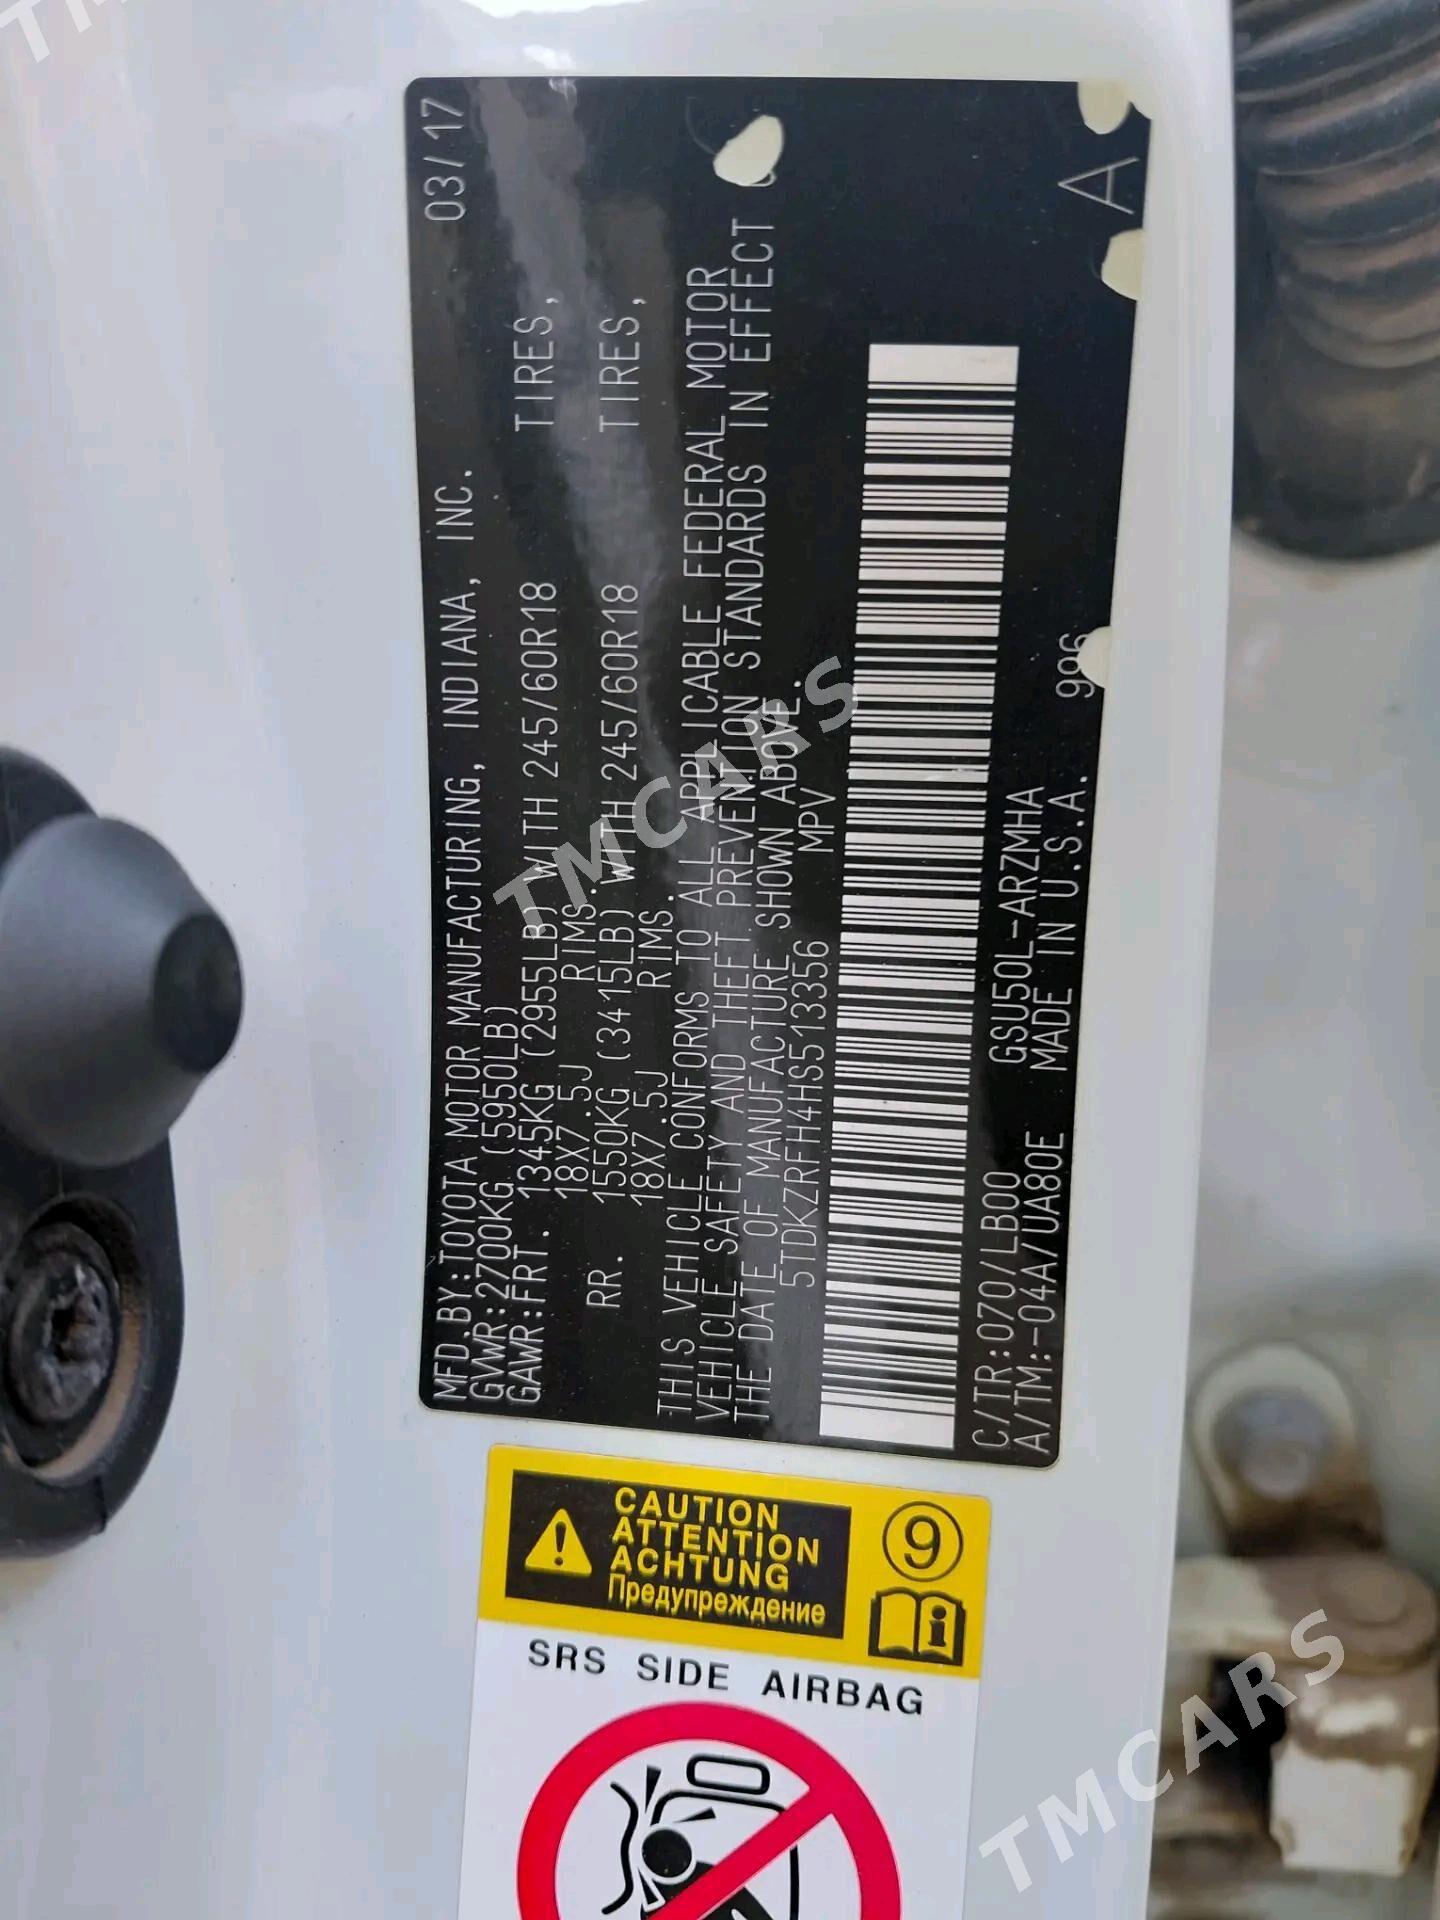 MFD.BY:TOYOTA MOTOR MANUFACTURING, INDIANA, INC. 03/17
GVWR:2700KG (5950LB)
GAWR:FRT. 1345KG (2955LB) WITH 245/60R18 TIRES,
18X7.5J RIMS.
RR. 1550KG (3415LB) WITH 245/60R18 TIRES,
18X7.5J RIMS.
THIS VEHICLE CONFORMS TO ALL APPLICABLE FEDERAL MOTOR
VEHICLE SAFETY AND THEFT PREVENTION STANDARDS IN EFFECT
THE DATE OF MANUFACTURE SHOWN ABOVE.
5TDKZRFH4HS513356 MPV
C/TR:070/LB00 GSU50L-ARZMHA
A/TM:-04A/UA80E MADE IN U.S.A. 996 A
CAUTION
ATTENTION
ACHTUNG
Предупреждение
9
i
SRS SIDE AIRBAG
TMCARS
TMCARS